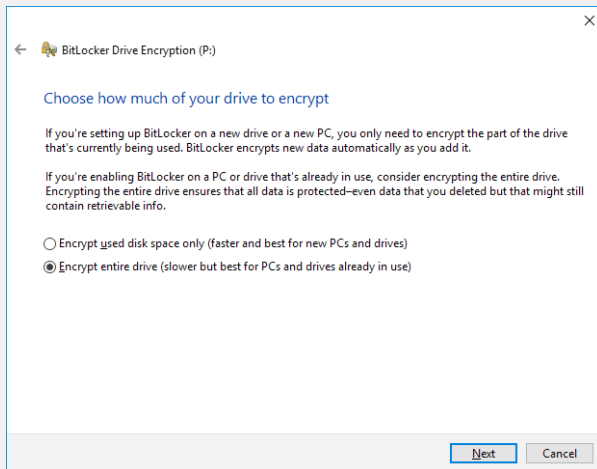 BitLocker Drive Encryption (P:)
Choose how much of your drive to encrypt
If you're setting up BitLocker on a new drive or a new PC, you only need to encrypt the part of the drive
that's currently being used. BitLocker encrypts new data automatically as you add it.
If you're enabling BitLocker on a PC or drive that's already in use, consider encrypting the entire drive.
Encrypting the entire drive ensures that all data is protected–even data that you deleted but that might still
contain retrievable info.
Encrypt used disk space only (faster and best for new PCs and drives)
Encrypt entire drive (slower but best for PCs and drives already in use)
Next Cancel